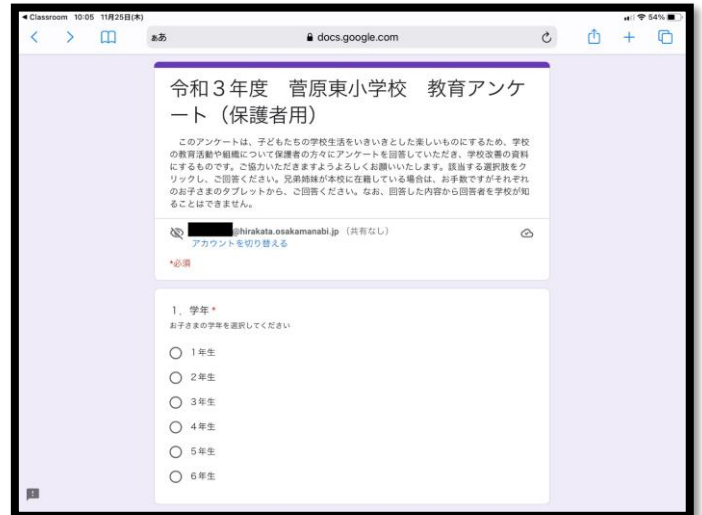 ◀ Classroom 10:05 11月25日(木)
54%
ああ docs.google.com
令和３年度　菅原東小学校　教育アンケ
ート（保護者用）
　このアンケートは、子どもたちの学校生活をいきいきとした楽しいものにするため、学校
の教育活動や組織について保護者の方々にアンケートを回答していただき、学校改善の資料
にするものです。ご協力いただきますようよろしくお願いいたします。該当する選択肢をク
リックし、ご回答ください。兄弟姉妹が本校に在籍している場合は、お手数ですがそれぞれ
のお子さまのタブレットから、ご回答ください。なお、回答した内容から回答者を学校が知
ることはできません。
@hirakata.osakamanabi.jp （共有なし）
アカウントを切り替える
*必須
１．学年 *
お子さまの学年を選択してください
１年生
２年生
３年生
４年生
５年生
６年生